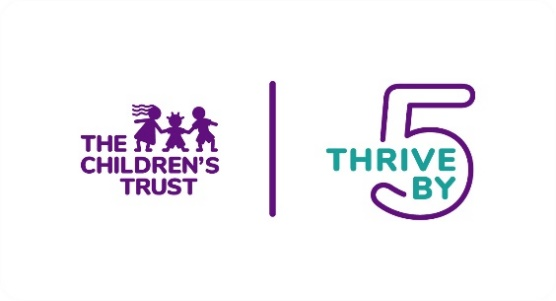 THE
CHILDREN'S
TRUST
THRIVE
BY
5